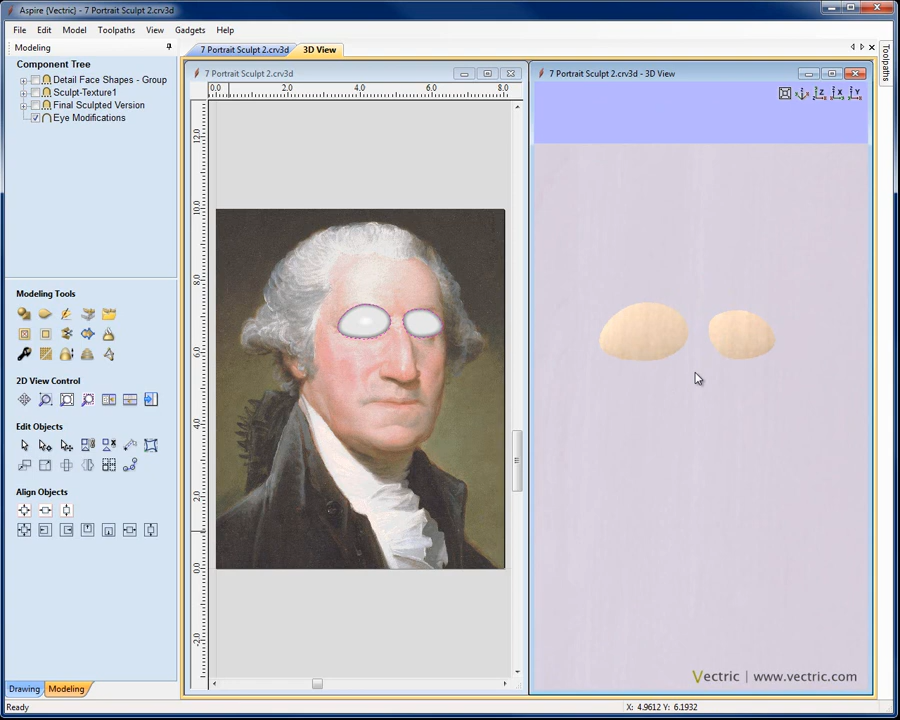 Aspire {Vectric} - 7 Portrait Sculpt 2.crv3d
File Edit Model Toolpaths View Gadgets Help
Modeling
7 Portrait Sculpt 2.crv3d 3D View
Toolpaths
Component Tree
Detail Face Shapes - Group
Sculpt-Texture1
Final Sculpted Version
Eye Modifications
7 Portrait Sculpt 2.crv3d
0.0 2.0 4.0 6.0 8.0
12.0
10.0
8.0
6.0
4.0
2.0
0.0
-2.0
7 Portrait Sculpt 2.crv3d - 3D View
Z X Y
Modeling Tools
2D View Control
Edit Objects
Align Objects
Vectric | www.vectric.com
Drawing Modeling
Ready
X: 4.9612 Y: 6.1932